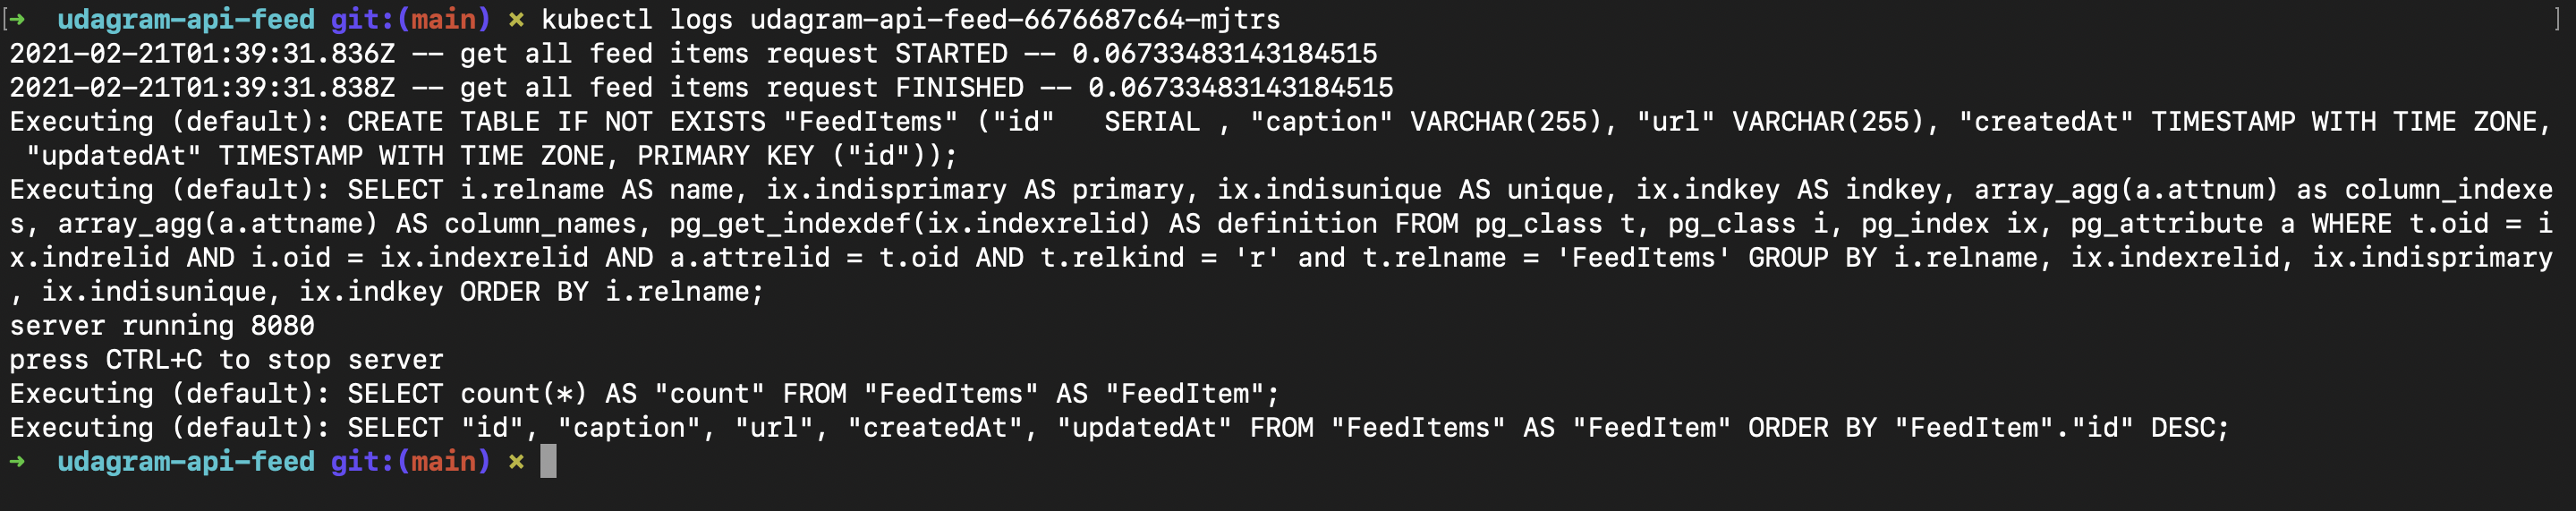 [➜  udagram-api-feed git:(main) ✗ kubectl logs udagram-api-feed-6676687c64-mjtrs ]
2021-02-21T01:39:31.836Z -- get all feed items request STARTED -- 0.06733483143184515
2021-02-21T01:39:31.838Z -- get all feed items request FINISHED -- 0.06733483143184515
Executing (default): CREATE TABLE IF NOT EXISTS "FeedItems" ("id"   SERIAL , "caption" VARCHAR(255), "url" VARCHAR(255), "createdAt" TIMESTAMP WITH TIME ZONE,
 "updatedAt" TIMESTAMP WITH TIME ZONE, PRIMARY KEY ("id"));
Executing (default): SELECT i.relname AS name, ix.indisprimary AS primary, ix.indisunique AS unique, ix.indkey AS indkey, array_agg(a.attnum) as column_indexe
s, array_agg(a.attname) AS column_names, pg_get_indexdef(ix.indexrelid) AS definition FROM pg_class t, pg_class i, pg_index ix, pg_attribute a WHERE t.oid = i
x.indrelid AND i.oid = ix.indexrelid AND a.attrelid = t.oid AND t.relkind = 'r' and t.relname = 'FeedItems' GROUP BY i.relname, ix.indexrelid, ix.indisprimary
, ix.indisunique, ix.indkey ORDER BY i.relname;
server running 8080
press CTRL+C to stop server
Executing (default): SELECT count(*) AS "count" FROM "FeedItems" AS "FeedItem";
Executing (default): SELECT "id", "caption", "url", "createdAt", "updatedAt" FROM "FeedItems" AS "FeedItem" ORDER BY "FeedItem"."id" DESC;
➜  udagram-api-feed git:(main) ✗